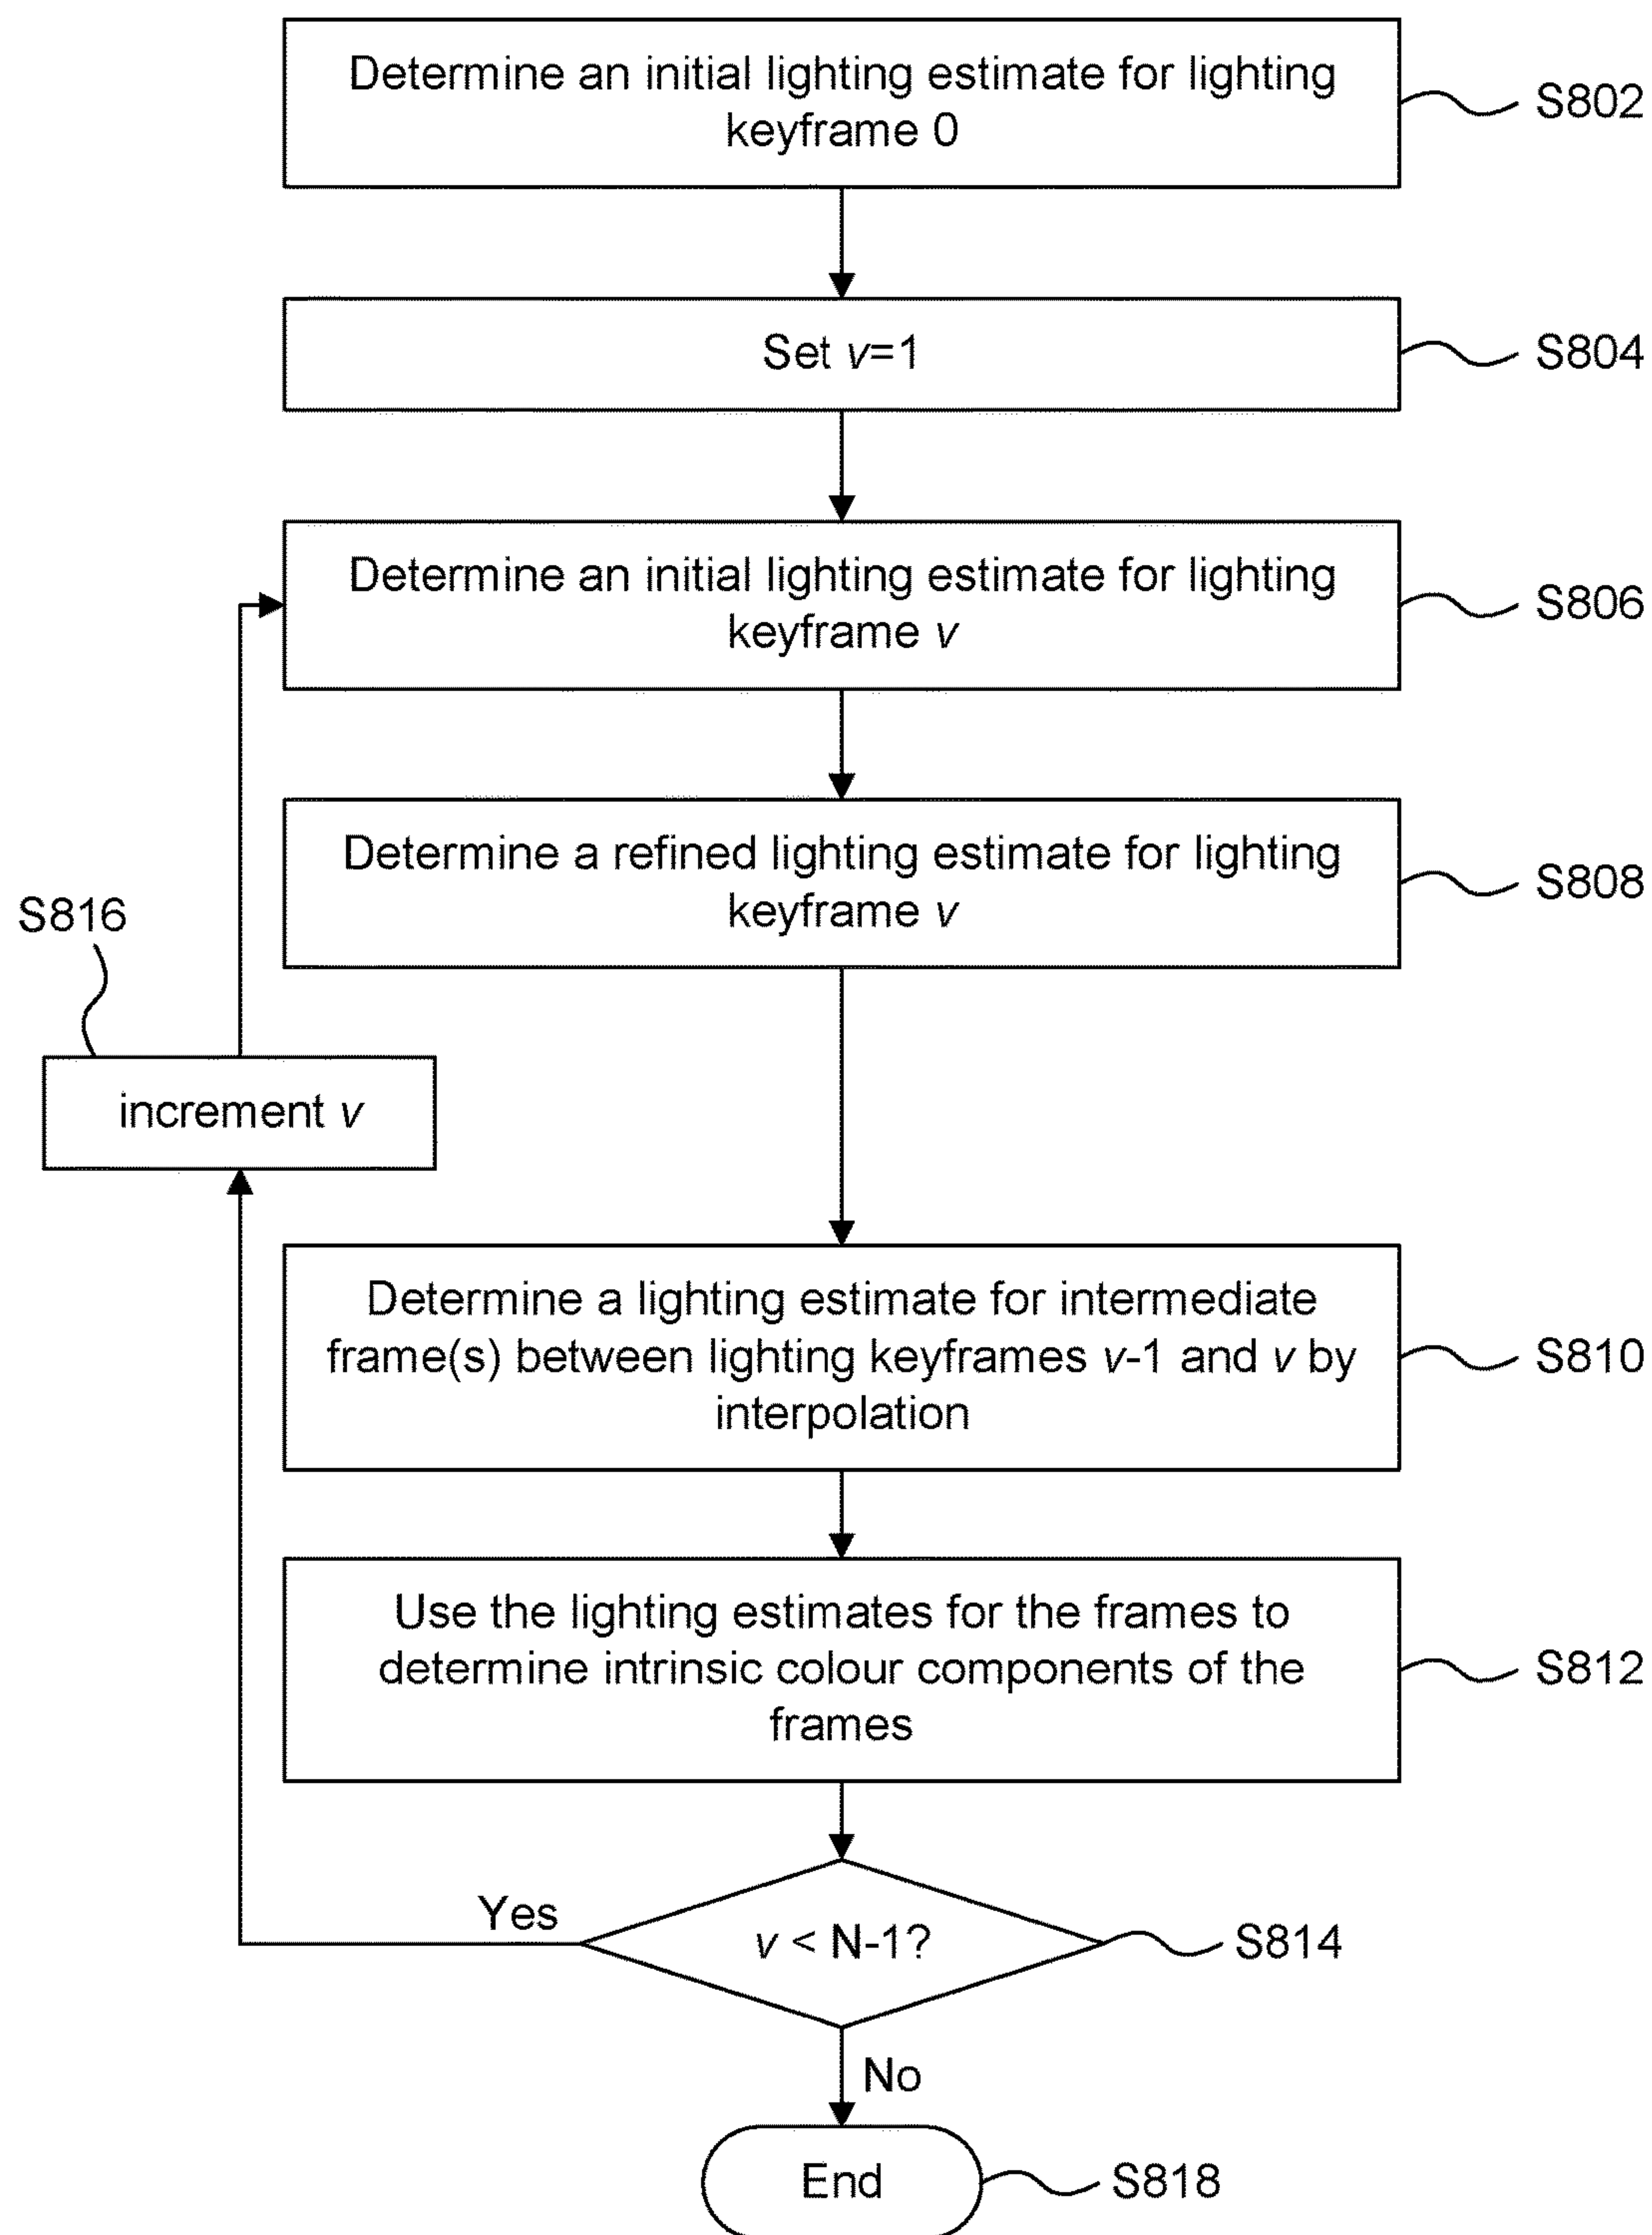 Determine an initial lighting estimate for lighting
keyframe 0
S802
Set v=1
S804
Determine an initial lighting estimate for lighting
keyframe v
S806
Determine a refined lighting estimate for lighting
keyframe v
S808
S816
increment v
Determine a lighting estimate for intermediate
frame(s) between lighting keyframes v-1 and v by
interpolation
S810
Use the lighting estimates for the frames to
determine intrinsic colour components of the
frames
S812
Yes
v < N-1?
S814
No
End
S818